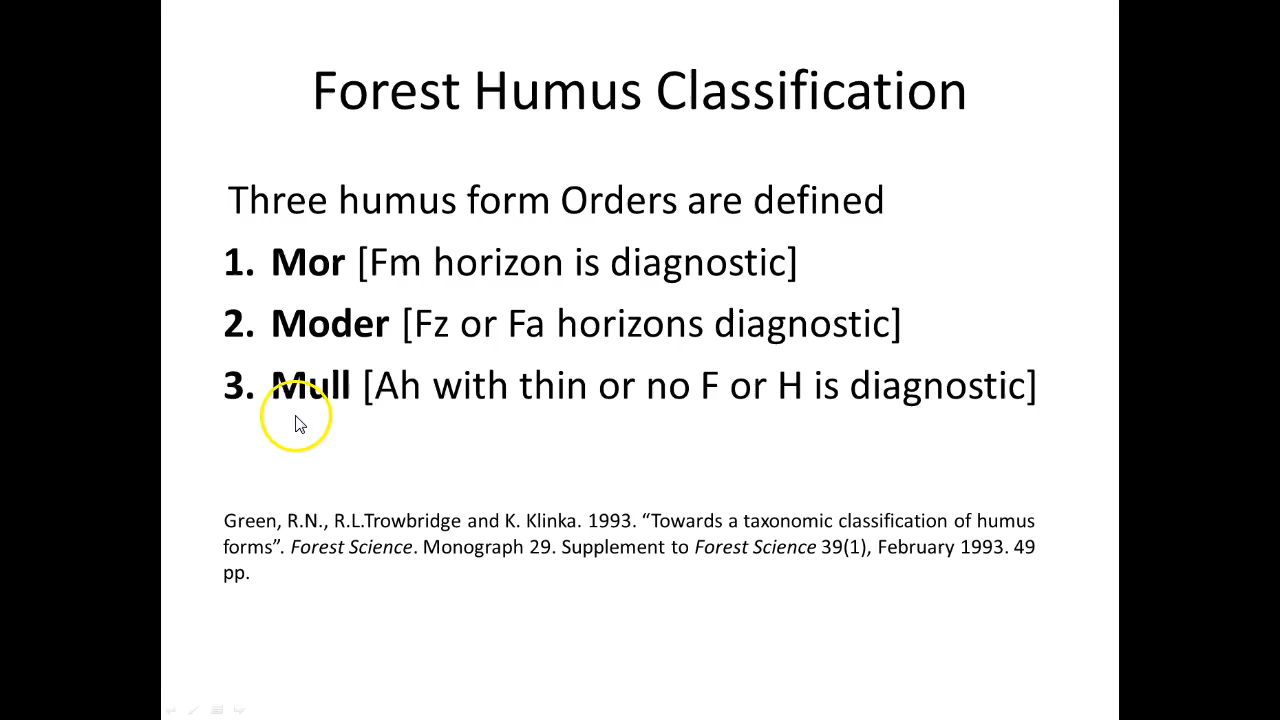 Forest Humus Classification
Three humus form Orders are defined
1. Mor [Fm horizon is diagnostic]
2. Moder [Fz or Fa horizons diagnostic]
3. Mull [Ah with thin or no F or H is diagnostic]
Green, R.N., R.L.Trowbridge and K. Klinka. 1993. “Towards a taxonomic classification of humus
forms”. Forest Science. Monograph 29. Supplement to Forest Science 39(1), February 1993. 49
pp.